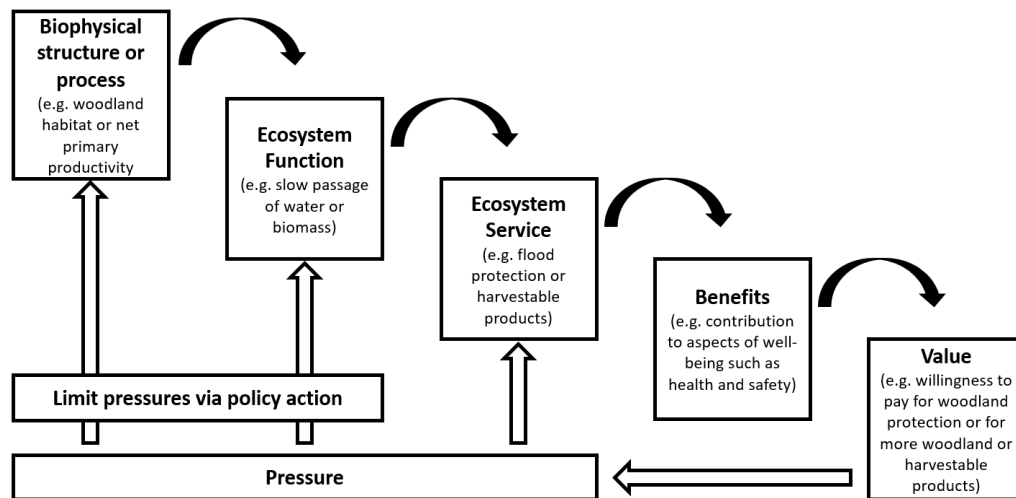 Biophysical
structure or
process
(e.g. woodland
habitat or net
primary
productivity
Ecosystem
Function
(e.g. slow passage
of water or
biomass)
Ecosystem
Service
(e.g. flood
protection or
harvestable
products)
Benefits
(e.g. contribution
to aspects of well-
being such as
health and safety)
Value
(e.g. willingness to
pay for woodland
protection or for
more woodland or
harvestable
products)
Limit pressures via policy action
Pressure